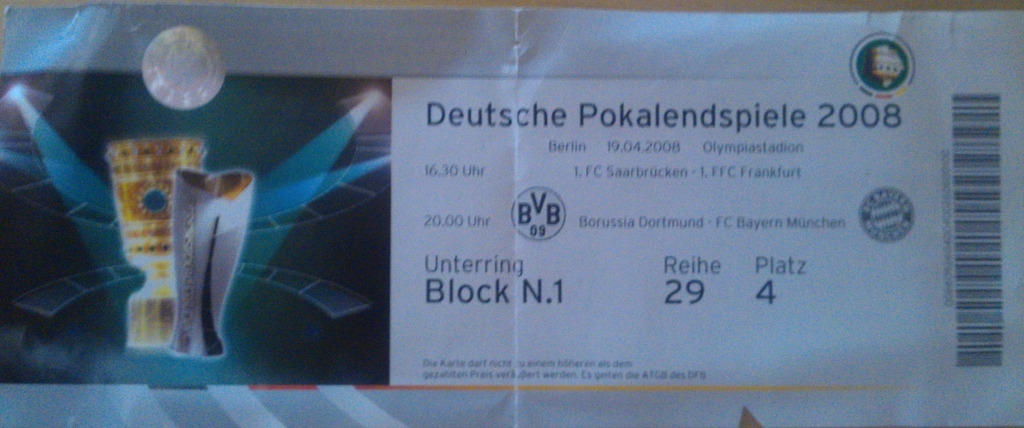 Deutsche Pokalendspiele 2008
Berlin 19.04.2008 Olympiastadion
16.30 Uhr 1. FC Saarbrücken - 1. FFC Frankfurt
20.00 Uhr BVB 09 Borussia Dortmund - FC Bayern München
Unterring Reihe Platz
Block N.1 29 4
Die Karte darf nicht zu einem höheren als dem
gezahlten Preis veräußert werden. Es gelten die ATGB des DFB